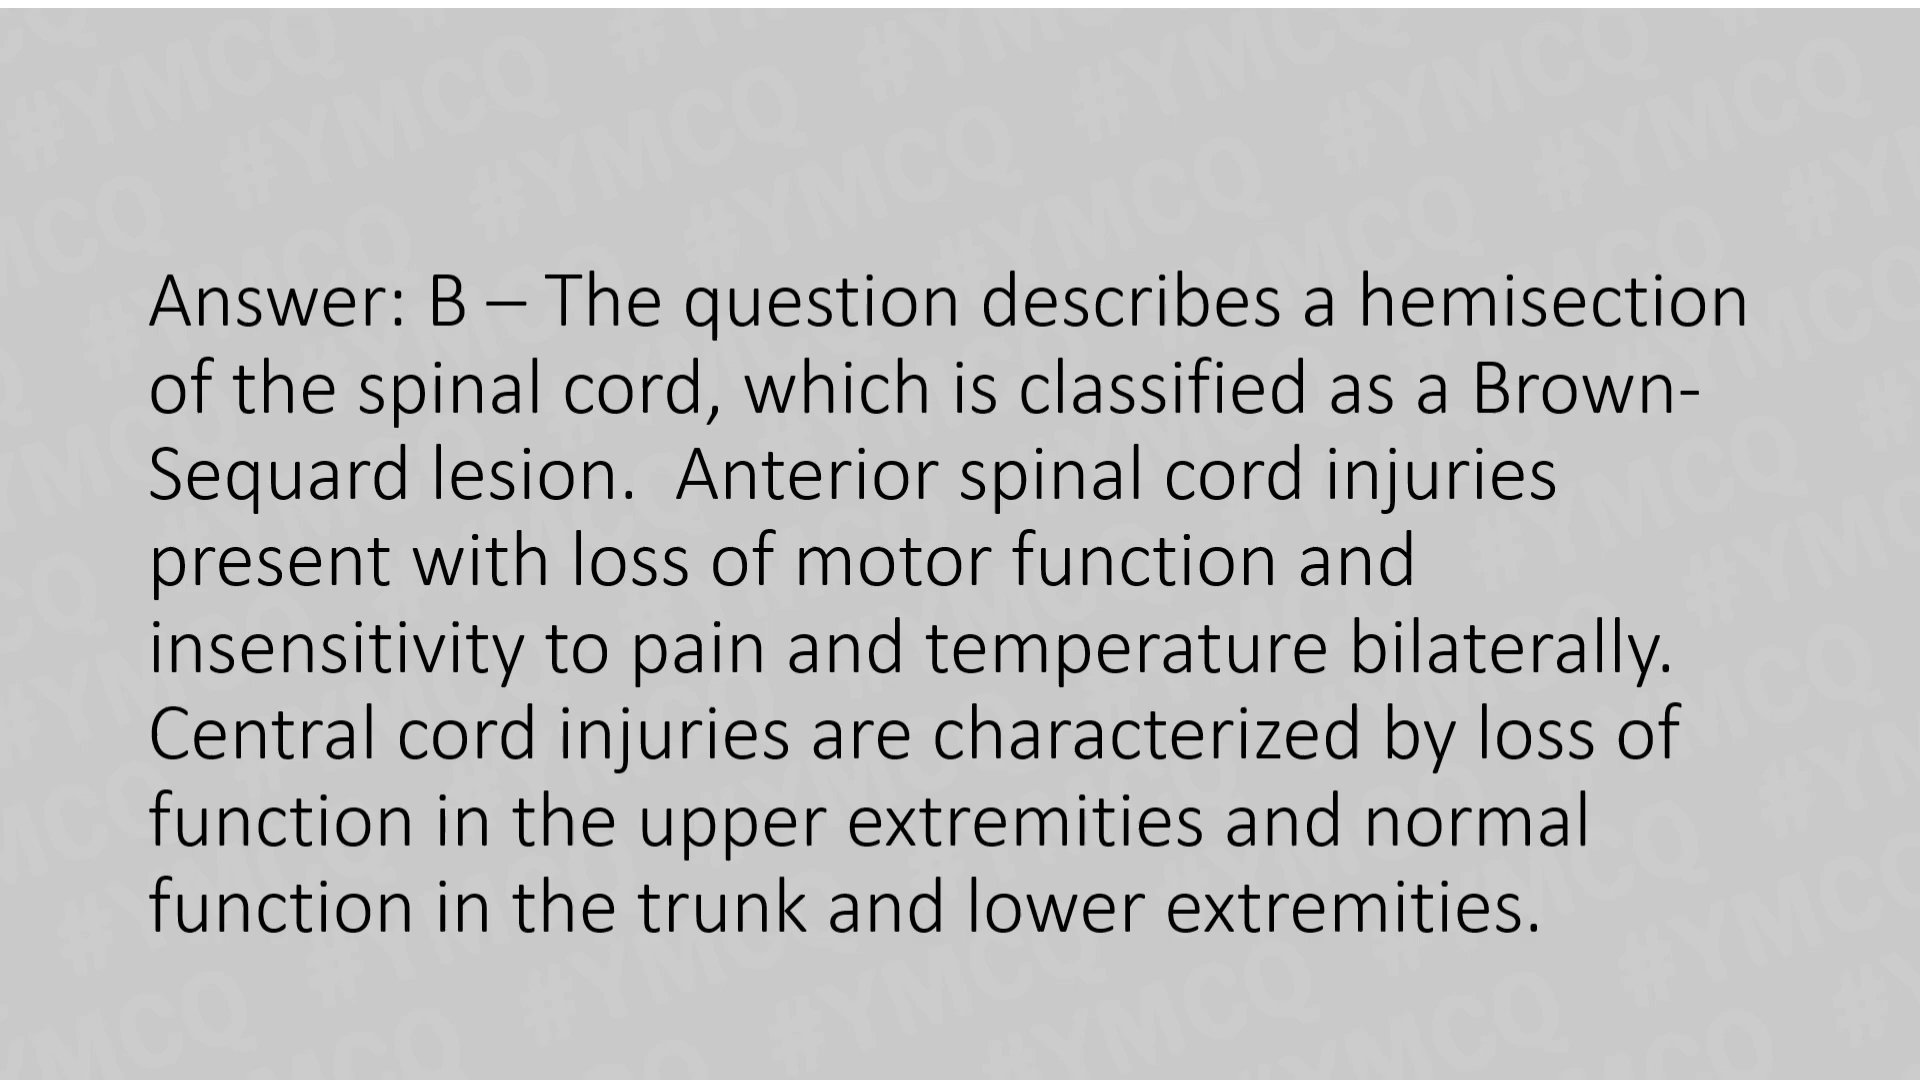 Answer: B – The question describes a hemisection
of the spinal cord, which is classified as a Brown-
Sequard lesion.  Anterior spinal cord injuries
present with loss of motor function and
insensitivity to pain and temperature bilaterally.
Central cord injuries are characterized by loss of
function in the upper extremities and normal
function in the trunk and lower extremities.
#YMCQ